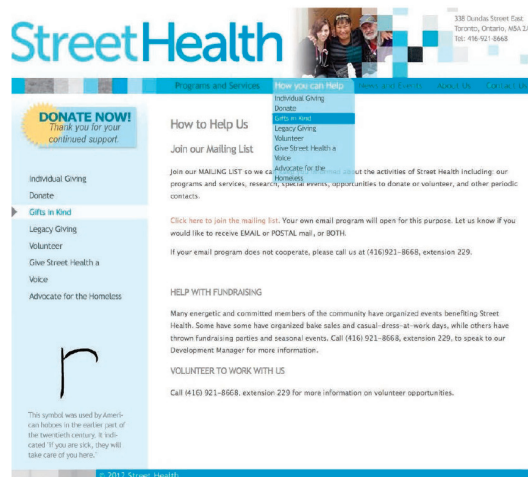 StreetHealth
338 Dundas Street East
Toronto, Ontario, M5A
Tel: 416-921-8668
Programs and Services
How you can Help
News and Events
About Us
Contact
Individual Giving
Donate
Gifts in Kind
Legacy Giving
Volunteer
Give Street Health a
Voice
Advocate for the
Homeless
DONATE NOW!
Thank you for your
continued support.
Individual Giving
Donate
Gifts in Kind
Legacy Giving
Volunteer
Give Street Health a
Voice
Advocate for the Homeless
This symbol was used by Ameri-
can hoboes in the earlier part of
the twentieth century. It indi-
cated 'If you are sick, they will
take care of you here.'
How to Help Us
Join our Mailing List
Join our MAILING LIST so we about the activities of Street Health including: our
programs and services, research, special events, opportunities to donate or volunteer, and other periodic
contacts.
Click here to join the mailing list. Your own email program will open for this purpose. Let us know if you
would like to receive EMAIL or POSTAL mail, or BOTH.
If your email program does not cooperate, please call us at (416)921-8668, extension 229.
HELP WITH FUNDRAISING
Many energetic and committed members of the community have organized events benefiting Street
Health. Some have some have organized bake sales and casual-dress-at-work days, while others have
thrown fundraising parties and seasonal events. Call (416) 921-8668, extension 229, to speak to our
Development Manager for more information.
VOLUNTEER TO WORK WITH US
Call (416) 921-8668, extension 229 for more information on volunteer opportunities.
© 2012 Street Health